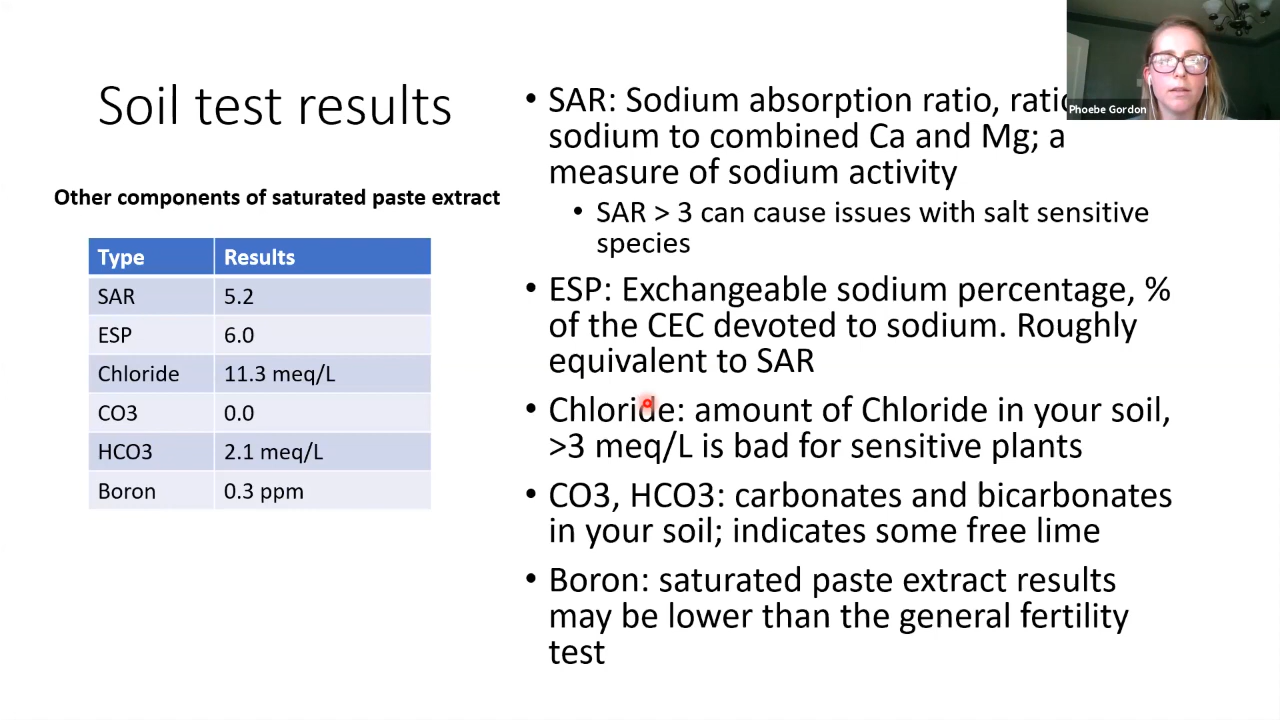 Soil test results
Other components of saturated paste extract
Type Results
SAR 5.2
ESP 6.0
Chloride 11.3 meq/L
CO3 0.0
HCO3 2.1 meq/L
Boron 0.3 ppm
• SAR: Sodium absorption ratio,
sodium to combined Ca and Mg; a
measure of sodium activity
• SAR > 3 can cause issues with salt sensitive
species
• ESP: Exchangeable sodium percentage, %
of the CEC devoted to sodium. Roughly
equivalent to SAR
• Chloride: amount of Chloride in your soil,
>3 meq/L is bad for sensitive plants
• CO3, HCO3: carbonates and bicarbonates
in your soil; indicates some free lime
• Boron: saturated paste extract results
may be lower than the general fertility
test
Phoebe Gordon